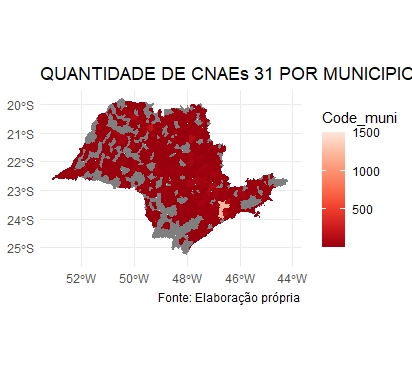 QUANTIDADE DE CNAEs 31 POR MUNICIPIO
20°S
21°S
22°S
23°S
24°S
25°S
52°W 50°W 48°W 46°W 44°W
Code_muni
1500
1000
500
Fonte: Elaboração própria